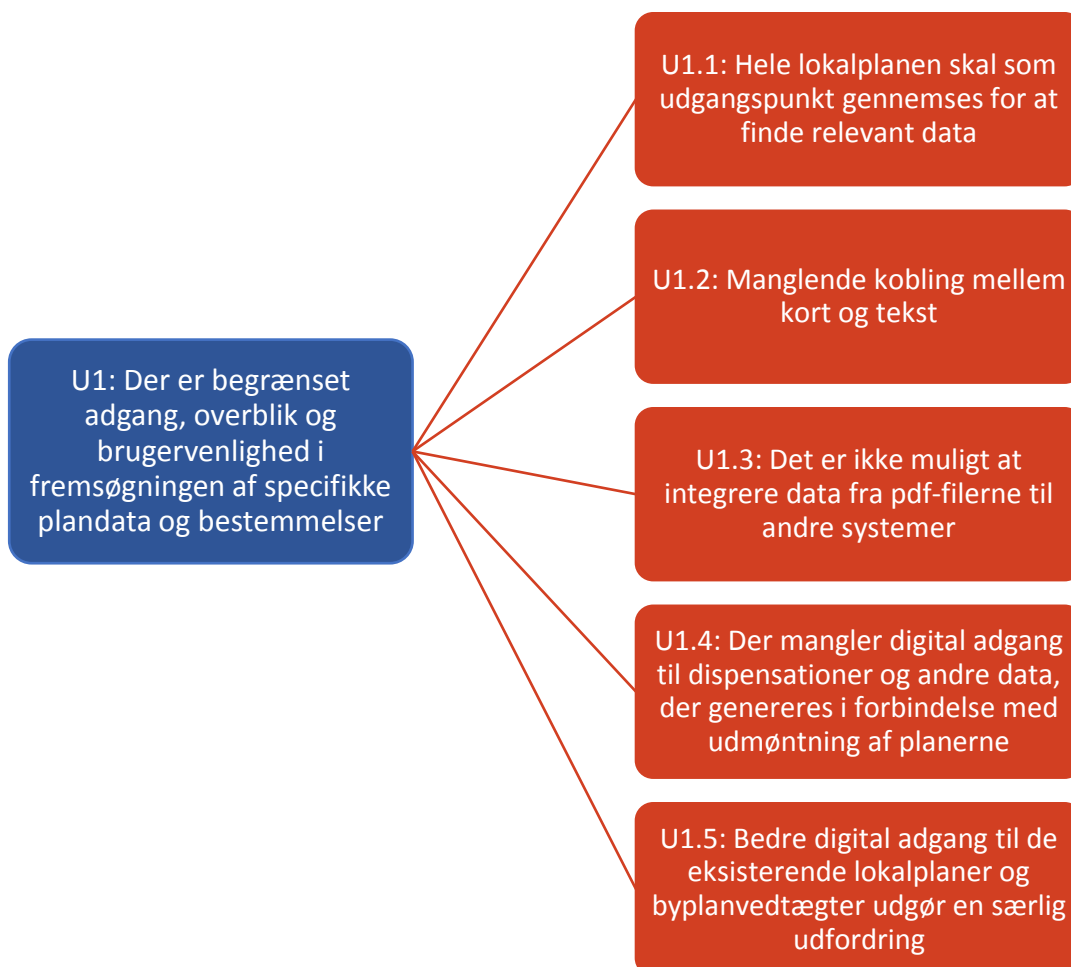 U1: Der er begrænset
adgang, overblik og
brugervenlighed i
fremsøgningen af specifikke
plandata og bestemmelser
U1.1: Hele lokalplanen skal som
udgangspunkt gennemses for at
finde relevant data
U1.2: Manglende kobling mellem
kort og tekst
U1.3: Det er ikke muligt at
integrere data fra pdf-filerne til
andre systemer
U1.4: Der mangler digital adgang
til dispensationer og andre data,
der genereres i forbindelse med
udmøntning af planerne
U1.5: Bedre digital adgang til de
eksisterende lokalplaner og
byplanvedtægter udgør en særlig
udfordring